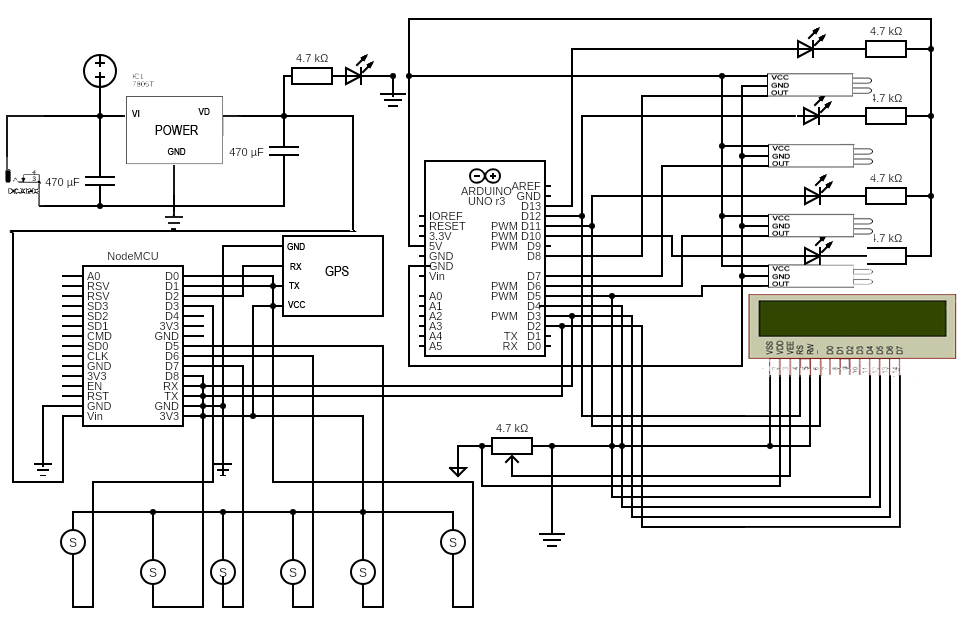 4.7 kΩ
IC1
7805T
VI
VD
POWER
GND
470 µF
470 µF
4.7 kΩ
VCC
GND
OUT
4.7 kΩ
VCC
GND
OUT
4.7 kΩ
VCC
GND
OUT
4.7 kΩ
VCC
GND
OUT
ARDUINO
UNO r3
IOREF
RESET
3.3V
5V
GND
GND
Vin
A0
A1
A2
A3
A4
A5
AREF
GND
D13
D12
PWM D11
PWM D10
PWM D9
D8
D7
PWM D6
PWM D5
D4
PWM D3
D2
TX D1
RX D0
GND
RX
TX
VCC
GPS
NodeMCU
A0
RSV
RSV
SD3
SD2
SD1
CMD
SD0
CLK
GND
3V3
EN
RST
GND
Vin
D0
D1
D2
D3
D4
3V3
GND
D5
D6
D7
D8
RX
TX
GND
3V3
VSS
VDD
VEE
RS
RW
D0
D1
D2
D3
D4
D5
D6
D7
4.7 kΩ
S
S
S
S
S
S